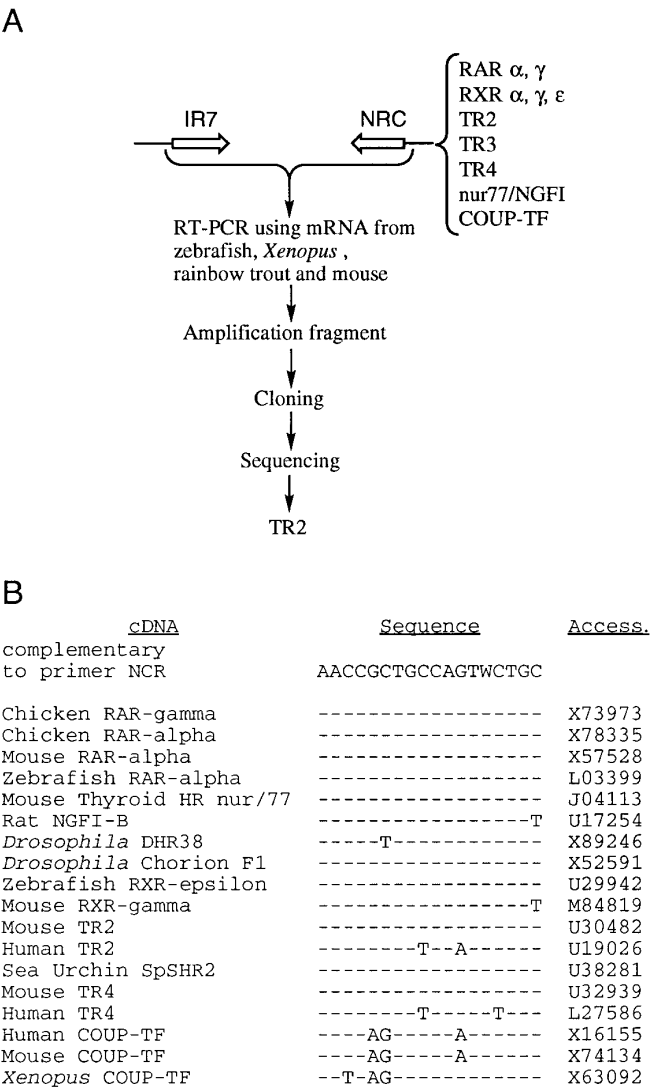 A
IR7
NRC
RAR α, γ
RXR α, γ, ε
TR2
TR3
TR4
nur77/NGFI
COUP-TF
RT-PCR using mRNA from
zebrafish, Xenopus ,
rainbow trout and mouse
Amplification fragment
Cloning
Sequencing
TR2
B
cDNA Sequence Access.
complementary
to primer NCR AACCGCTGCCAGTWCTGC
Chicken RAR-gamma ------------------ X73973
Chicken RAR-alpha ------------------ X78335
Mouse RAR-alpha ------------------ X57528
Zebrafish RAR-alpha ------------------ L03399
Mouse Thyroid HR nur/77 ------------------ J04113
Rat NGFI-B -----------------T U17254
Drosophila DHR38 -----T------------ X89246
Drosophila Chorion F1 ------------------ X52591
Zebrafish RXR-epsilon ------------------ U29942
Mouse RXR-gamma -----------------T M84819
Mouse TR2 ------------------ U30482
Human TR2 --------T--A------ U19026
Sea Urchin SpSHR2 ------------------ U38281
Mouse TR4 ------------------ U32939
Human TR4 --------T-----T--- L27586
Human COUP-TF ----AG-----A------ X16155
Mouse COUP-TF ----AG-----A------ X74134
Xenopus COUP-TF --T-AG------------ X63092